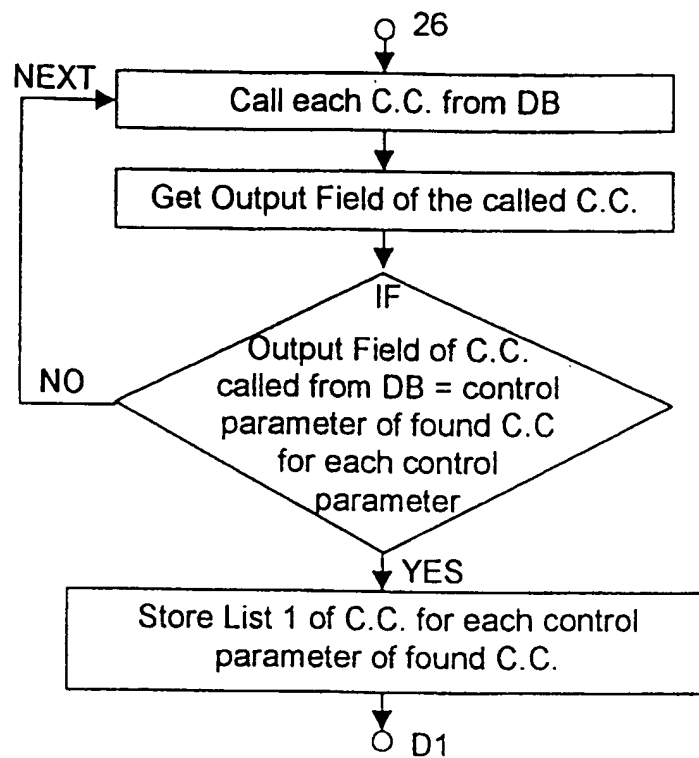 26
NEXT
Call each C.C. from DB
Get Output Field of the called C.C.
IF
Output Field of C.C.
called from DB = control
parameter of found C.C
for each control
parameter
NO
YES
Store List 1 of C.C. for each control
parameter of found C.C.
D1